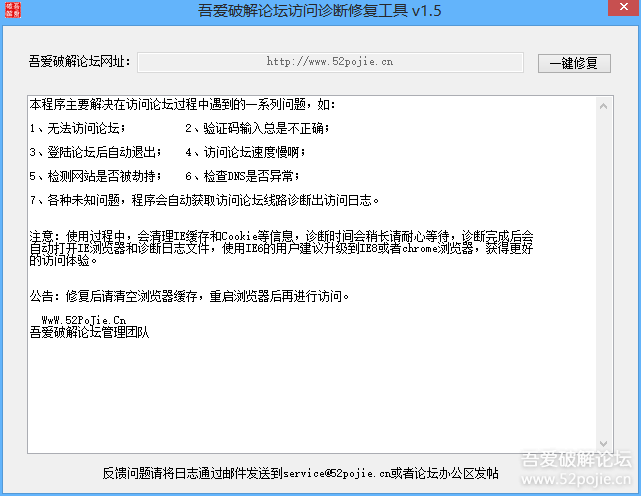 吾爱破解论坛访问诊断修复工具 v1.5
吾爱破解论坛网址：
http://www.52pojie.cn
一键修复
本程序主要解决在访问论坛过程中遇到的一系列问题，如：
1、无法访问论坛； 2、验证码输入总是不正确；
3、登陆论坛后自动退出； 4、访问论坛速度慢啊；
5、检测网站是否被劫持； 6、检查DNS是否异常；
7、各种未知问题，程序会自动获取访问论坛线路诊断出访问日志。
注意：使用过程中，会清理IE缓存和Cookie等信息，诊断时间会稍长请耐心等待，诊断完成后会
自动打开IE浏览器和诊断日志文件，使用IE6的用户建议升级到IE8或者chrome浏览器，获得更好
的访问体验。
公告：修复后请清空浏览器缓存，重启浏览器后再进行访问。
WwW.52PoJie.Cn
吾爱破解论坛管理团队
反馈问题请将日志通过邮件发送到service@52pojie.cn或者论坛办公区发帖
吾爱破解论坛
www.52pojie.cn